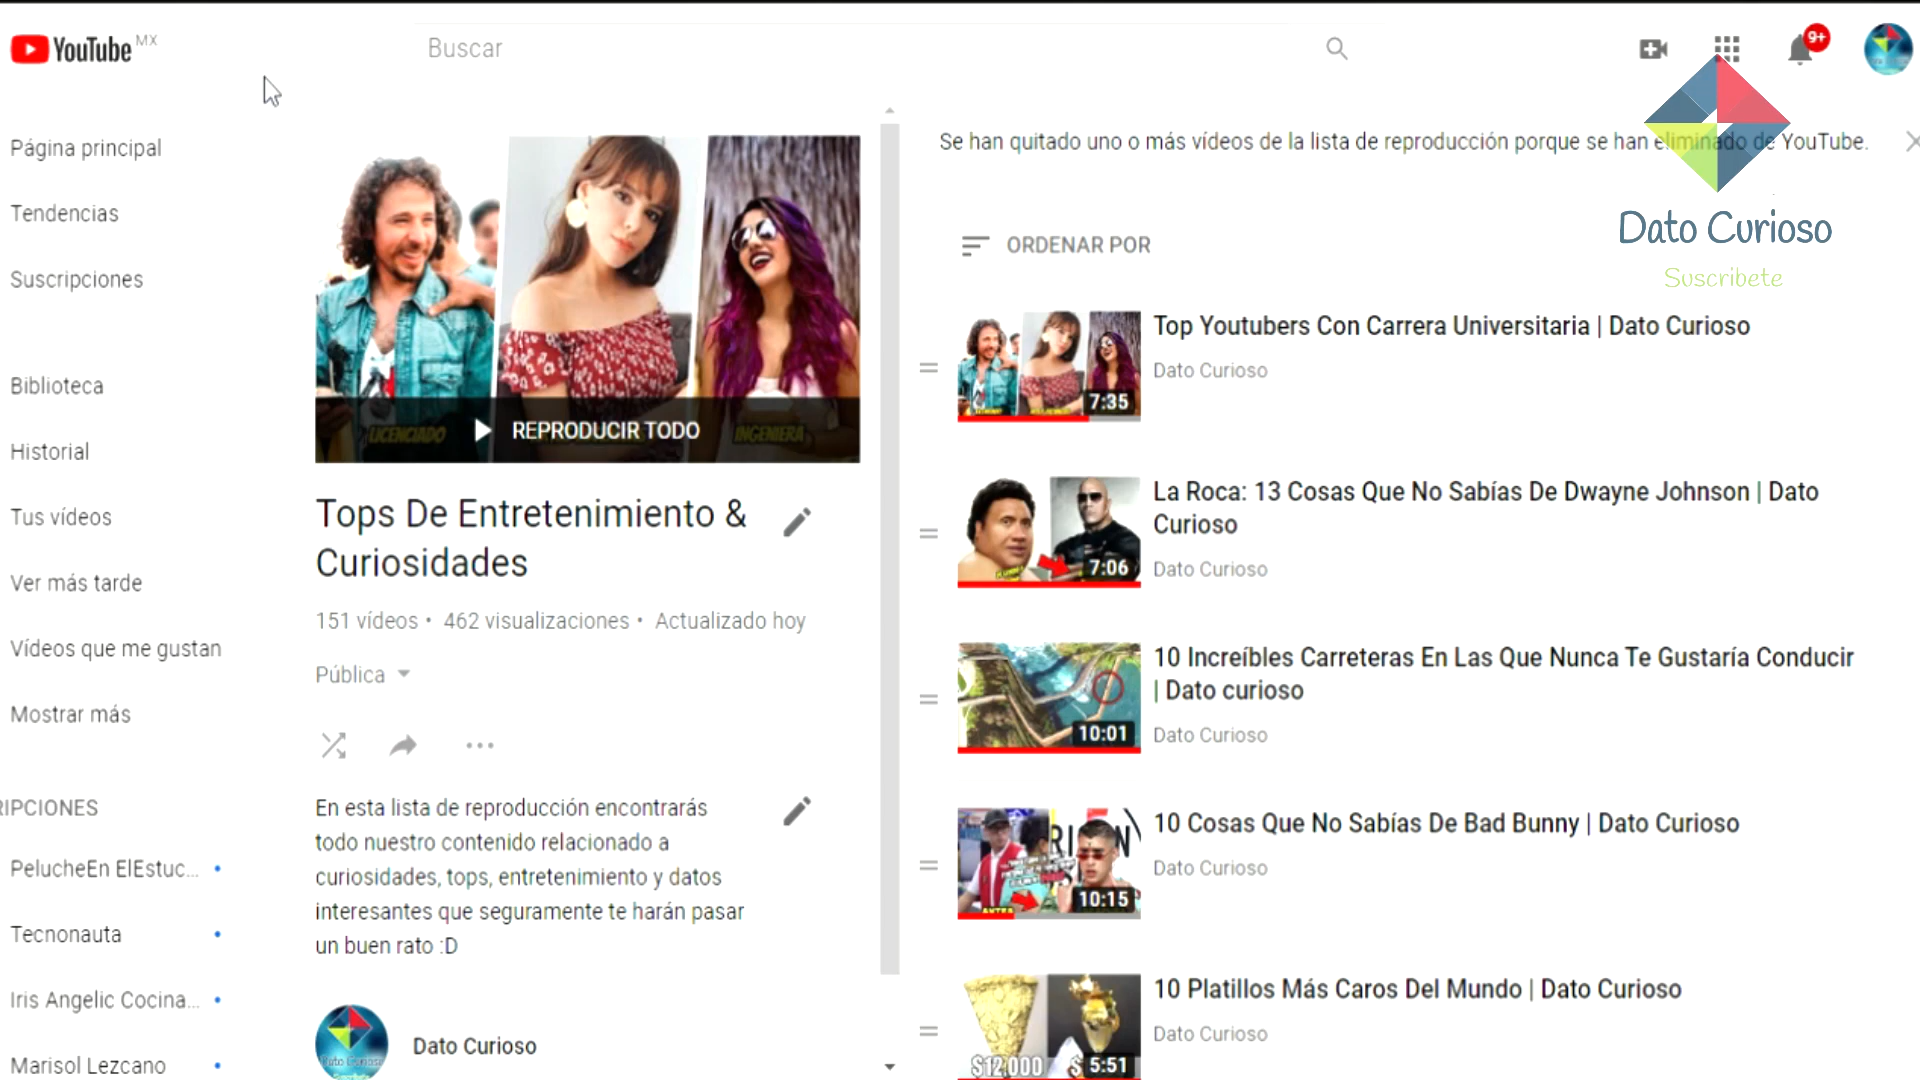 YouTube MX
Buscar
9+
Página principal
Tendencias
Suscripciones
Biblioteca
Historial
Tus vídeos
Ver más tarde
Vídeos que me gustan
Mostrar más
RIPCIONES
PelucheEn ElEstuc...
Tecnonauta
Iris Angelic Cocina...
Marisol Lezcano
LICENCIADO
REPRODUCIR TODO
INGENIERA
Tops De Entretenimiento &
Curiosidades
151 vídeos • 462 visualizaciones • Actualizado hoy
Pública
En esta lista de reproducción encontrarás
todo nuestro contenido relacionado a
curiosidades, tops, entretenimiento y datos
interesantes que seguramente te harán pasar
un buen rato :D
Dato Curioso
Se han quitado uno o más vídeos de la lista de reproducción porque se han eliminado de YouTube.
Dato Curioso
Suscribete
ORDENAR POR
Top Youtubers Con Carrera Universitaria | Dato Curioso
Dato Curioso
7:35
La Roca: 13 Cosas Que No Sabías De Dwayne Johnson | Dato
Curioso
Dato Curioso
7:06
10 Increíbles Carreteras En Las Que Nunca Te Gustaría Conducir
| Dato curioso
Dato Curioso
10:01
10 Cosas Que No Sabías De Bad Bunny | Dato Curioso
Dato Curioso
ANTES
10:15
10 Platillos Más Caros Del Mundo | Dato Curioso
Dato Curioso
$12,000
$
5:51